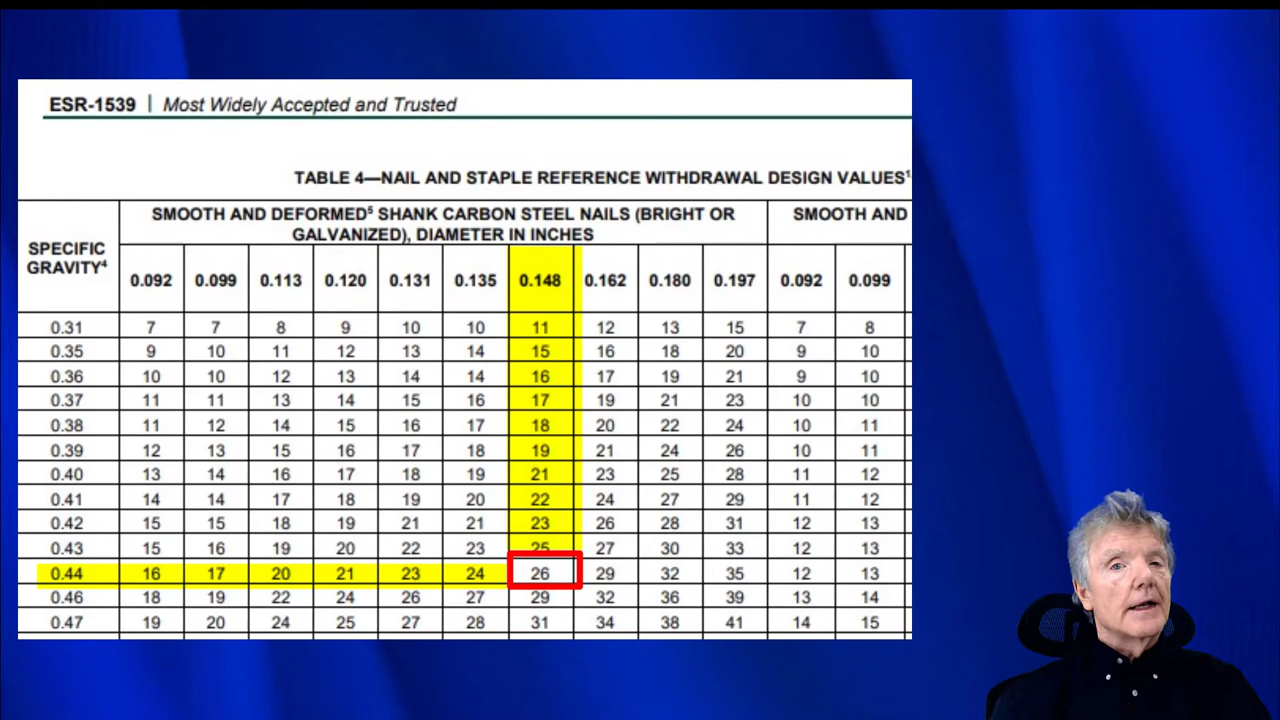 ESR-1539 | Most Widely Accepted and Trusted
TABLE 4—NAIL AND STAPLE REFERENCE WITHDRAWAL DESIGN VALUES¹
SPECIFIC GRAVITY⁴
SMOOTH AND DEFORMED⁵ SHANK CARBON STEEL NAILS (BRIGHT OR
GALVANIZED), DIAMETER IN INCHES
SMOOTH AND
0.092 0.099 0.113 0.120 0.131 0.135 0.148 0.162 0.180 0.197 0.092 0.099
0.31 7 7 8 9 10 10 11 12 13 15 7 8
0.35 9 10 11 12 13 14 15 16 18 20 9 10
0.36 10 10 12 13 14 14 16 17 19 21 9 10
0.37 11 11 13 14 15 16 17 19 21 23 10 10
0.38 11 12 14 15 16 17 18 20 22 24 10 11
0.39 12 13 15 16 17 18 19 21 24 26 10 11
0.40 13 14 16 17 18 19 21 23 25 28 11 12
0.41 14 14 17 18 19 20 22 24 27 29 11 12
0.42 15 15 18 19 21 21 23 26 28 31 12 13
0.43 15 16 19 20 22 23 25 27 30 33 12 13
0.44 16 17 20 21 23 24 26 29 32 35 12 13
0.46 18 19 22 24 26 27 29 32 36 39 13 14
0.47 19 20 24 25 27 28 31 34 38 41 14 15